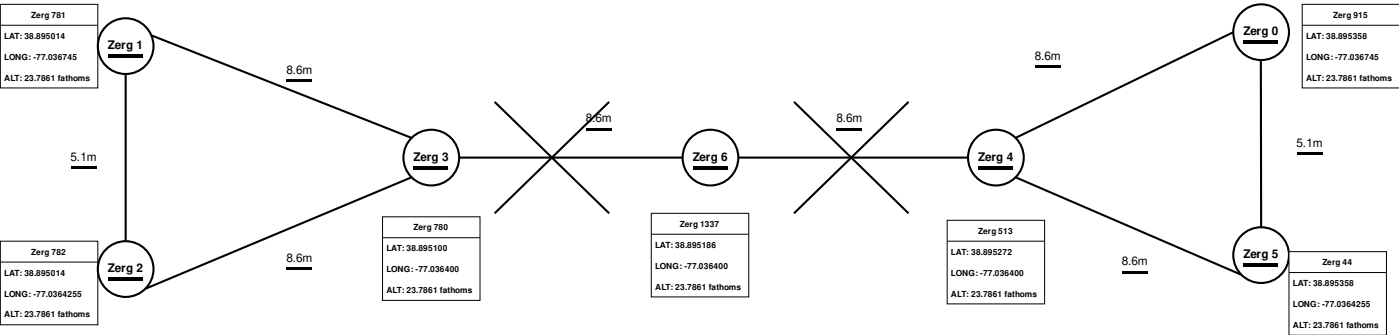 Zerg 781
LAT: 38.895014
LONG: -77.036745
ALT: 23.7861 fathoms
Zerg 1
8.6m
5.1m
Zerg 782
LAT: 38.895014
LONG: -77.0364255
ALT: 23.7861 fathoms
Zerg 2
8.6m
Zerg 3
Zerg 780
LAT: 38.895100
LONG: -77.036400
ALT: 23.7861 fathoms
8.6m
Zerg 6
Zerg 1337
LAT: 38.895186
LONG: -77.036400
ALT: 23.7861 fathoms
8.6m
Zerg 4
Zerg 513
LAT: 38.895272
LONG: -77.036400
ALT: 23.7861 fathoms
8.6m
Zerg 0
Zerg 915
LAT: 38.895358
LONG: -77.036745
ALT: 23.7861 fathoms
5.1m
8.6m
Zerg 5
Zerg 44
LAT: 38.895358
LONG: -77.0364255
ALT: 23.7861 fathoms